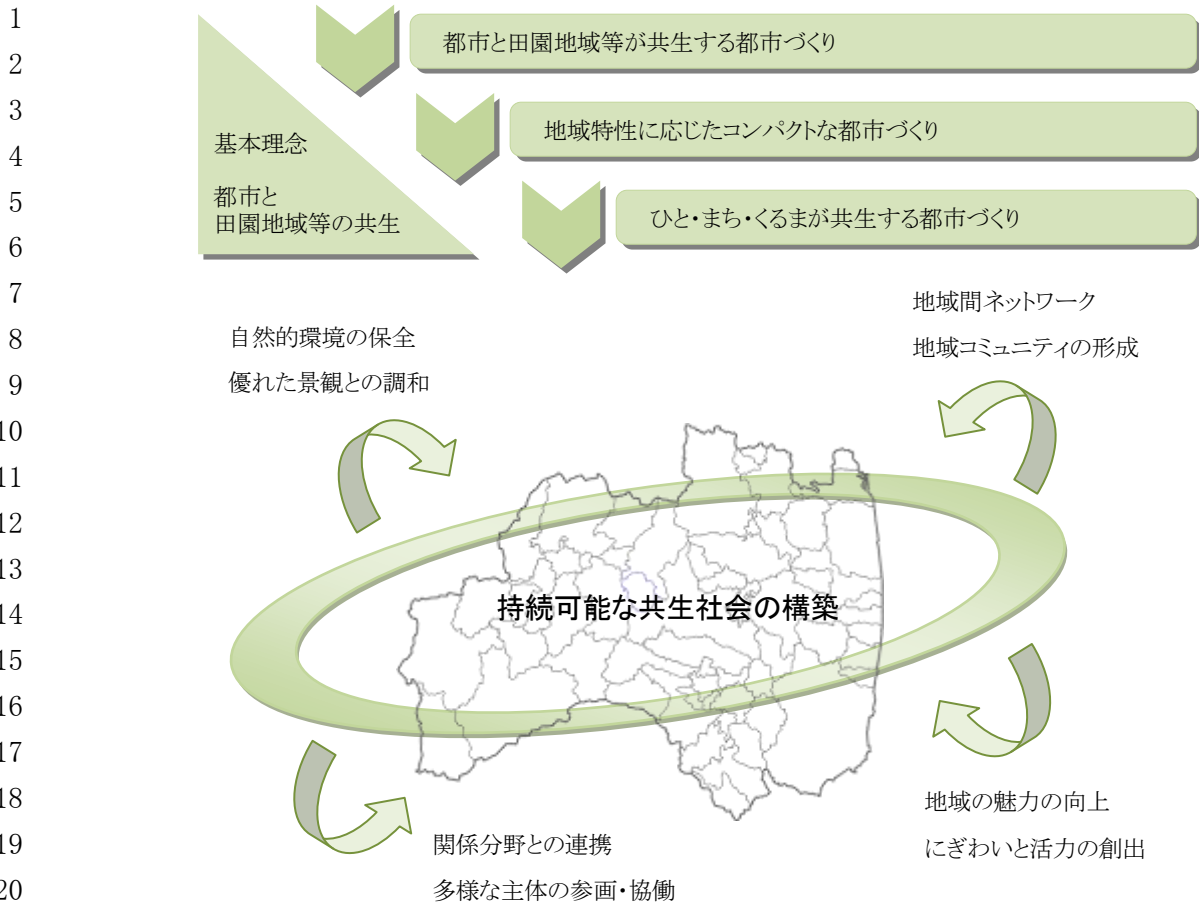 1
2
3
4
5
6
7
8
9
10
11
12
13
14
15
16
17
18
19
20
都市と田園地域等が共生する都市づくり
地域特性に応じたコンパクトな都市づくり
ひと・まち・くるまが共生する都市づくり
基本理念
都市と
田園地域等の共生
自然的環境の保全
優れた景観との調和
地域間ネットワーク
地域コミュニティの形成
持続可能な共生社会の構築
関係分野との連携
多様な主体の参画・協働
地域の魅力の向上
にぎわいと活力の創出